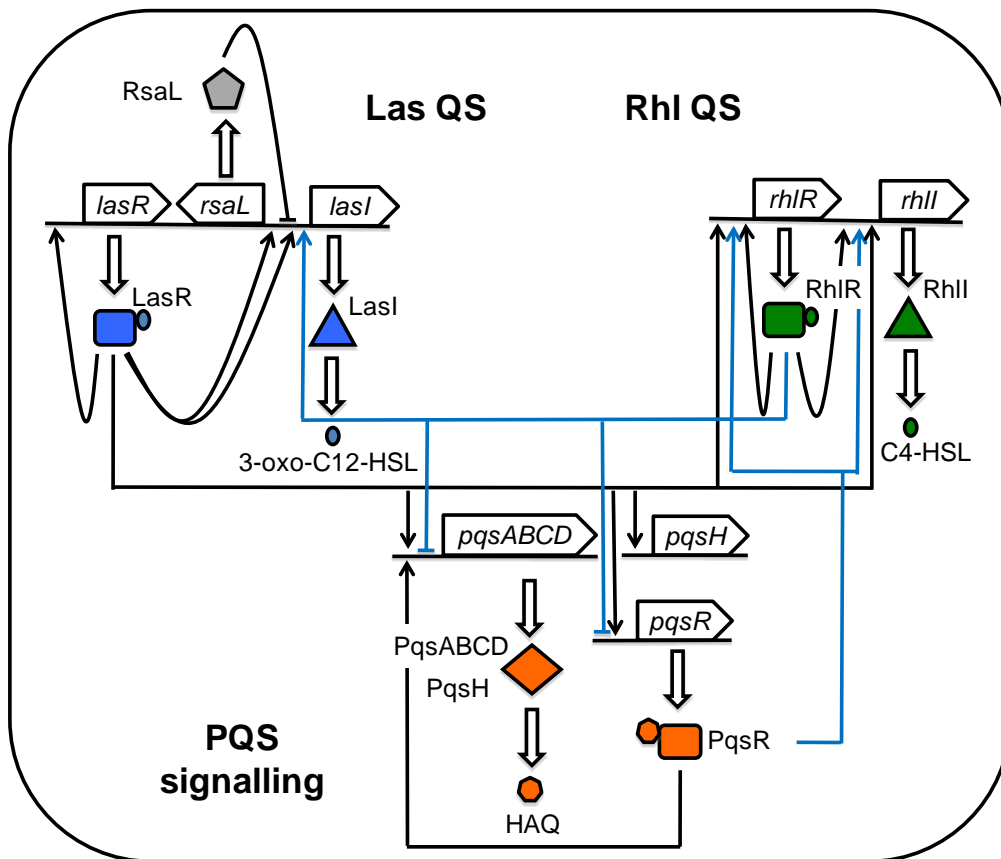 RsaL
Las QS
Rhl QS
lasR
rsaL
lasI
rhlR
rhlI
LasR
LasI
RhlR
RhlI
3-oxo-C12-HSL
C4-HSL
pqsABCD
pqsH
pqsR
PqsABCD
PqsH
PqsR
PQS
signalling
HAQ